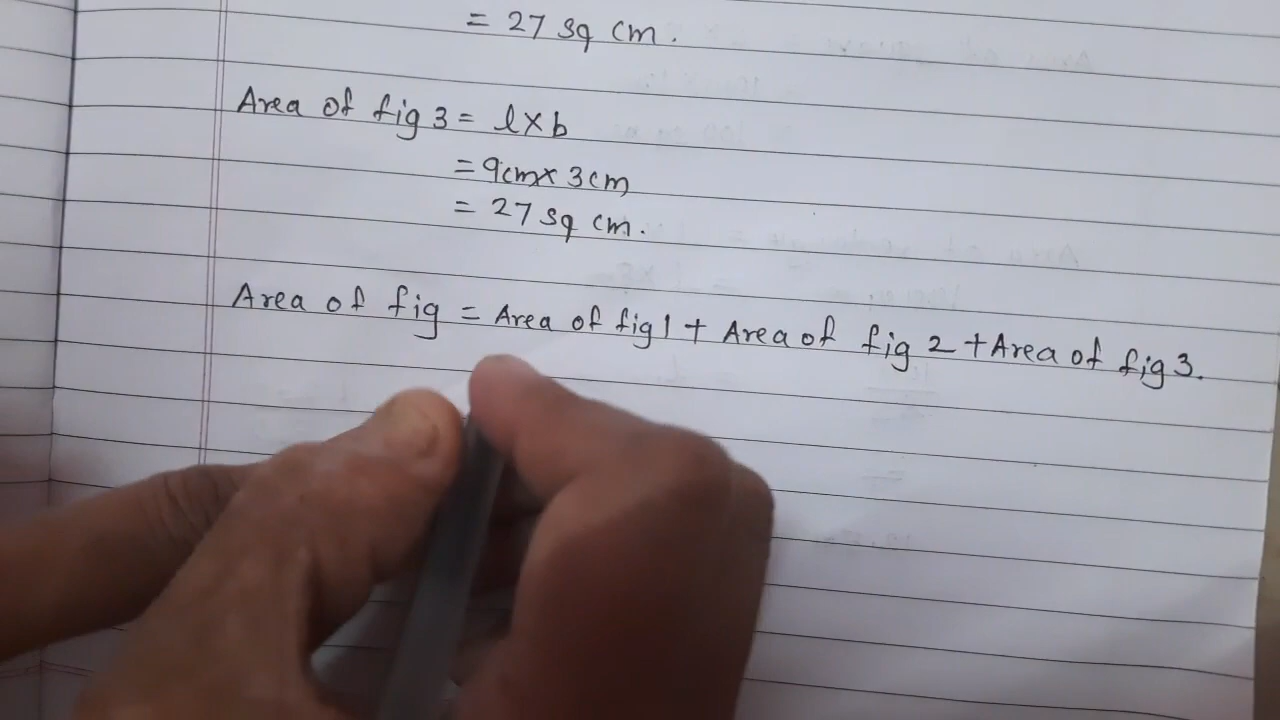 = 27 sq cm.
Area of fig 3 = l×b
= 9cm× 3cm
= 27 sq cm.
Area of fig = Area of fig 1 + Area of fig 2 + Area of fig 3.